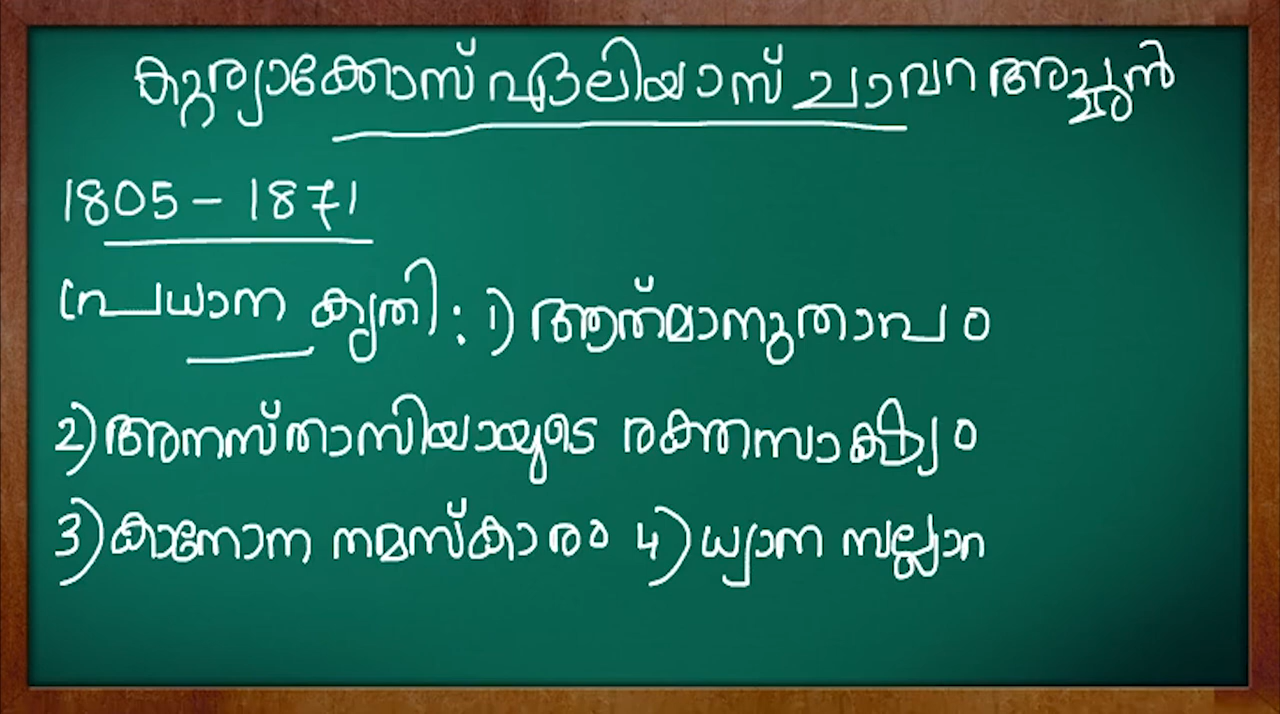 കുര്യാക്കോസ് ഏലിയാസ് ചാവറ അച്ചൻ
1805 - 1871
പ്രധാന കൃതി : 1) ആത്മാനുതാപം
2) അനസ്താസിയായുടെ രക്തസാക്ഷ്യം
3) കാനോന നമസ്കാരം 4) ധ്യാന സല്ലാപ